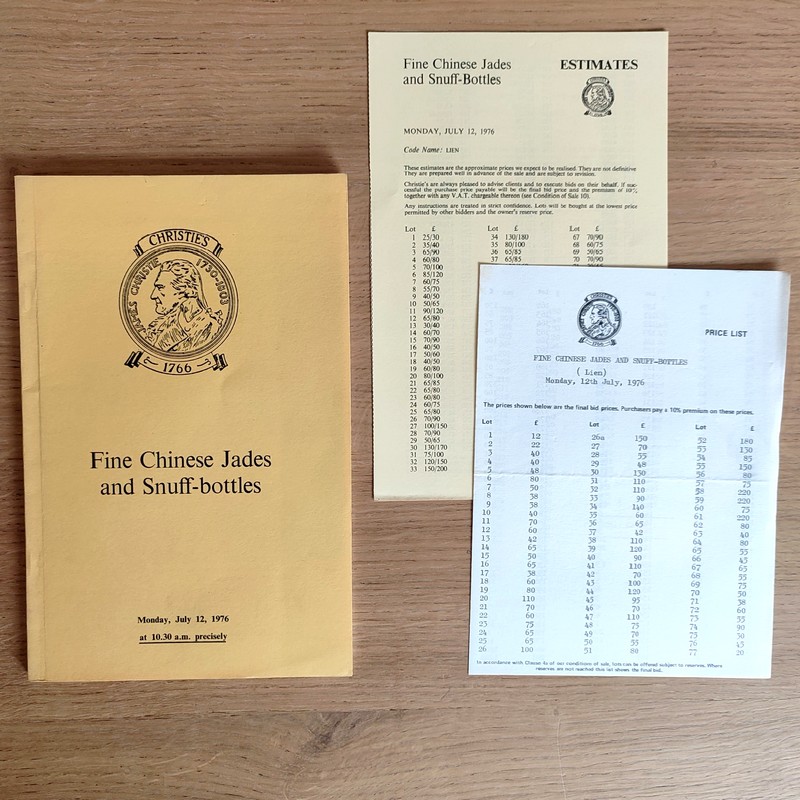 CHRISTIE'S
JAMES CHRISTIE 1730-1803
1766
Fine Chinese Jades
and Snuff-bottles
Monday, July 12, 1976
at 10.30 a.m. precisely
Fine Chinese Jades
and Snuff-Bottles
ESTIMATES
MONDAY, JULY 12, 1976
Code Name: LIEN
These estimates are the approximate prices we expect to be realised. They are not definitive
They are prepared well in advance of the sale and are subject to revision.
Christie's are always pleased to advise clients and to execute bids on their behalf, if suc-
cessful the purchase price payable will be the final bid price and the premium of 10%,
together with any V.A.T. chargeable thereon (see Condition of Sale 10).
Any instructions are treated in strict confidence. Lots will be bought at the lowest price
permitted by other bidders and the owner's reserve price.
Lot £ Lot £ Lot £
1 25/30 34 130/180 67 70/90
2 35/40 35 80/100 68 60/75
3 65/90 36 65/85 69 50/65
4 60/80 37 65/85 70 70/90
5 70/100
6 85/120
7 60/75
8 55/70
9 40/50
10 50/65
11 90/120
12 65/80
13 30/40
14 60/70
15 70/90
16 40/50
17 50/60
18 40/50
19 60/80
20 80/100
21 65/85
22 65/80
23 60/80
24 60/75
25 65/80
26 70/90
27 100/150
28 70/90
29 50/65
30 130/170
31 75/100
32 120/150
33 150/200
PRICE LIST
FINE CHINESE JADES AND SNUFF-BOTTLES
( Lien)
Monday, 12th July, 1976
The prices shown below are the final bid prices. Purchasers pay a 10% premium on these prices.
Lot £ Lot £ Lot £
1 12 26a 150 52 180
2 22 27 70 53 130
3 40 28 55 54 85
4 40 29 48 55 150
5 48 30 130 56 80
6 80 31 110 57 75
7 50 32 110 58 220
8 38 33 90 59 220
9 38 34 140 60 75
10 40 35 60 61 220
11 70 36 65 62 80
12 60 37 42 63 40
13 42 38 110 64 80
14 65 39 120 65 55
15 50 40 90 66 45
16 65 41 110 67 65
17 38 42 70 68 55
18 60 43 100 69 75
19 80 44 120 70 50
20 110 45 95 71 38
21 70 46 70 72 60
22 60 47 110 73 35
23 75 48 75 74 90
24 65 49 70 75 30
25 65 50 55 76 45
26 100 51 80 77 20
In accordance with Clause 4a of our conditions of sale, lots can be offered subject to reserve. Where
reserves are not reached this list shows the final bid.